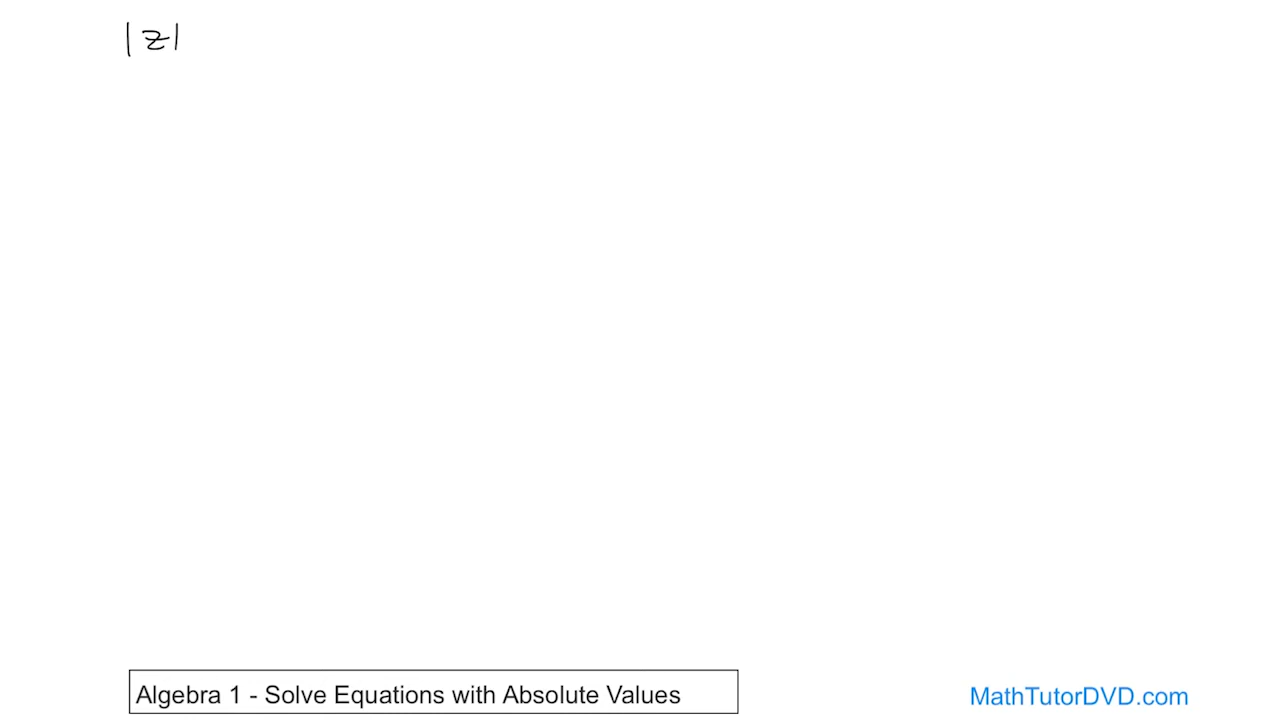 |z|
Algebra 1 - Solve Equations with Absolute Values
MathTutorDVD.com